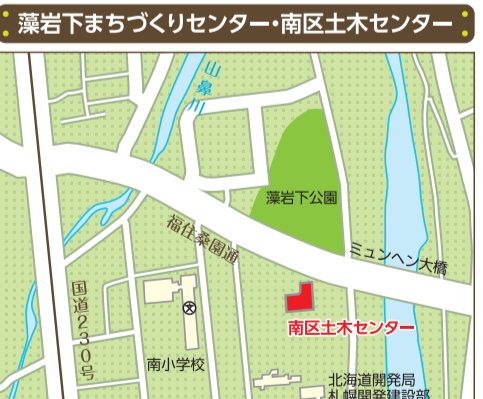 藻岩下まちづくりセンター・南区土木センター
山鼻川
藻岩下公園
福住桑園通
ミュンヘン大橋
国道230号
文
南区土木センター
南小学校
北海道開発局
札幌開発建設部